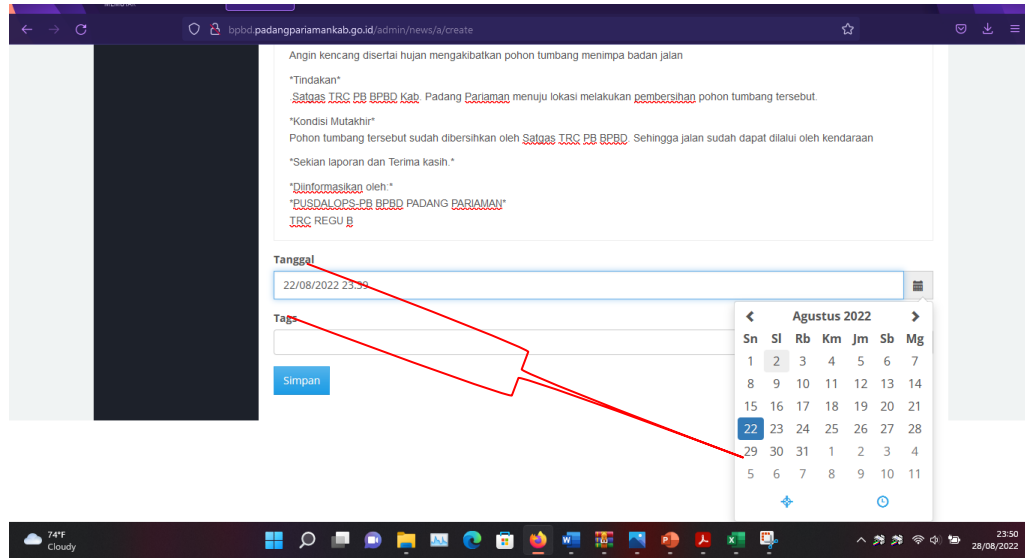 bpbd.padangpariamankab.go.id/admin/news/a/create
Angin kencang disertai hujan mengakibatkan pohon tumbang menimpa badan jalan
*Tindakan*
Satgas TRC PB BPBD Kab. Padang Pariaman menuju lokasi melakukan pembersihan pohon tumbang tersebut.
*Kondisi Mutakhir*
Pohon tumbang tersebut sudah dibersihkan oleh Satgas TRC PB BPBD. Sehingga jalan sudah dapat dilalui oleh kendaraan
*Sekian laporan dan Terima kasih.*
*Diinformasikan oleh:*
*PUSDALOPS-PB BPBD PADANG PARIAMAN*
TRC REGU B
Tanggal
22/08/2022 23:39
Tags
Simpan
Agustus 2022
Sn Sl Rb Km Jm Sb Mg
1 2 3 4 5 6 7
8 9 10 11 12 13 14
15 16 17 18 19 20 21
22 23 24 25 26 27 28
29 30 31 1 2 3 4
5 6 7 8 9 10 11
74°F
Cloudy
23:50
28/08/2022